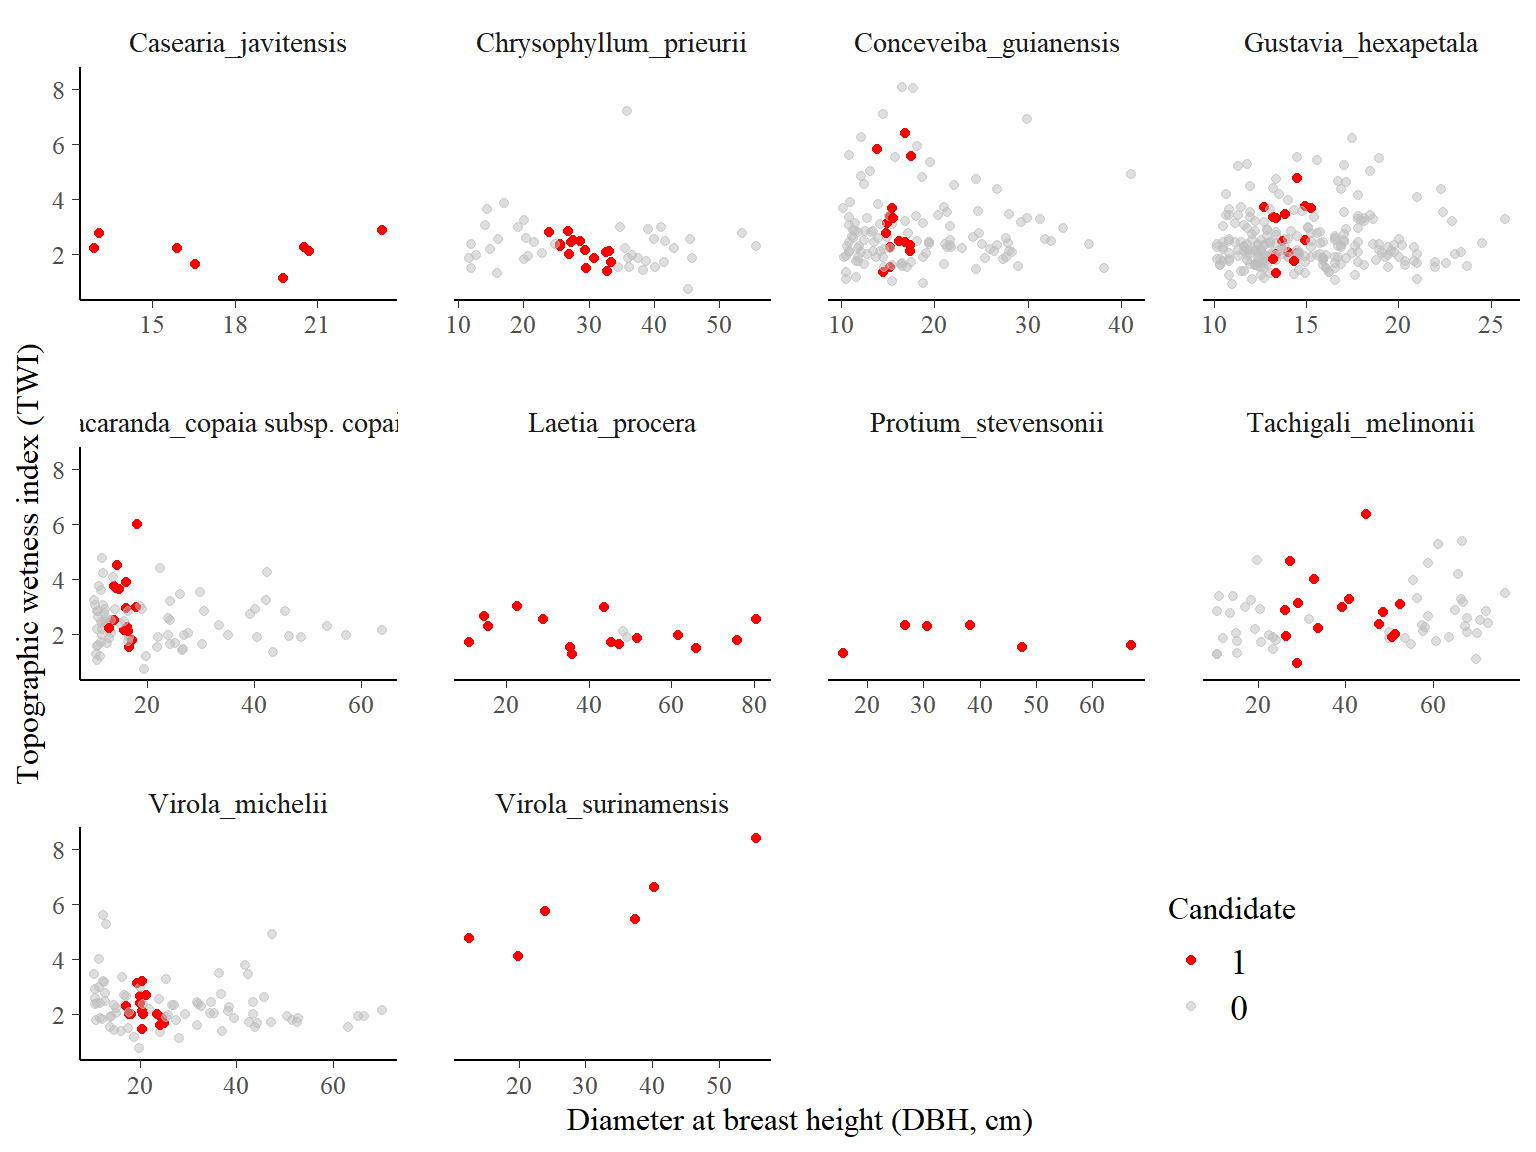 Casearia_javitensis Chrysophyllum_prieurii Conceveiba_guianensis Gustavia_hexapetala
8
6
4
2
15 18 21 10 20 30 40 50 10 20 30 40 10 15 20 25
Topographic wetness index (TWI)
acaranda_copaia subsp. copai Laetia_procera Protium_stevensonii Tachigali_melinonii
8
6
4
2
20 40 60 20 40 60 80 20 30 40 50 60 20 40 60
Virola_michelii Virola_surinamensis
8
6
4
2
20 40 60 20 30 40 50
Candidate
1
0
Diameter at breast height (DBH, cm)